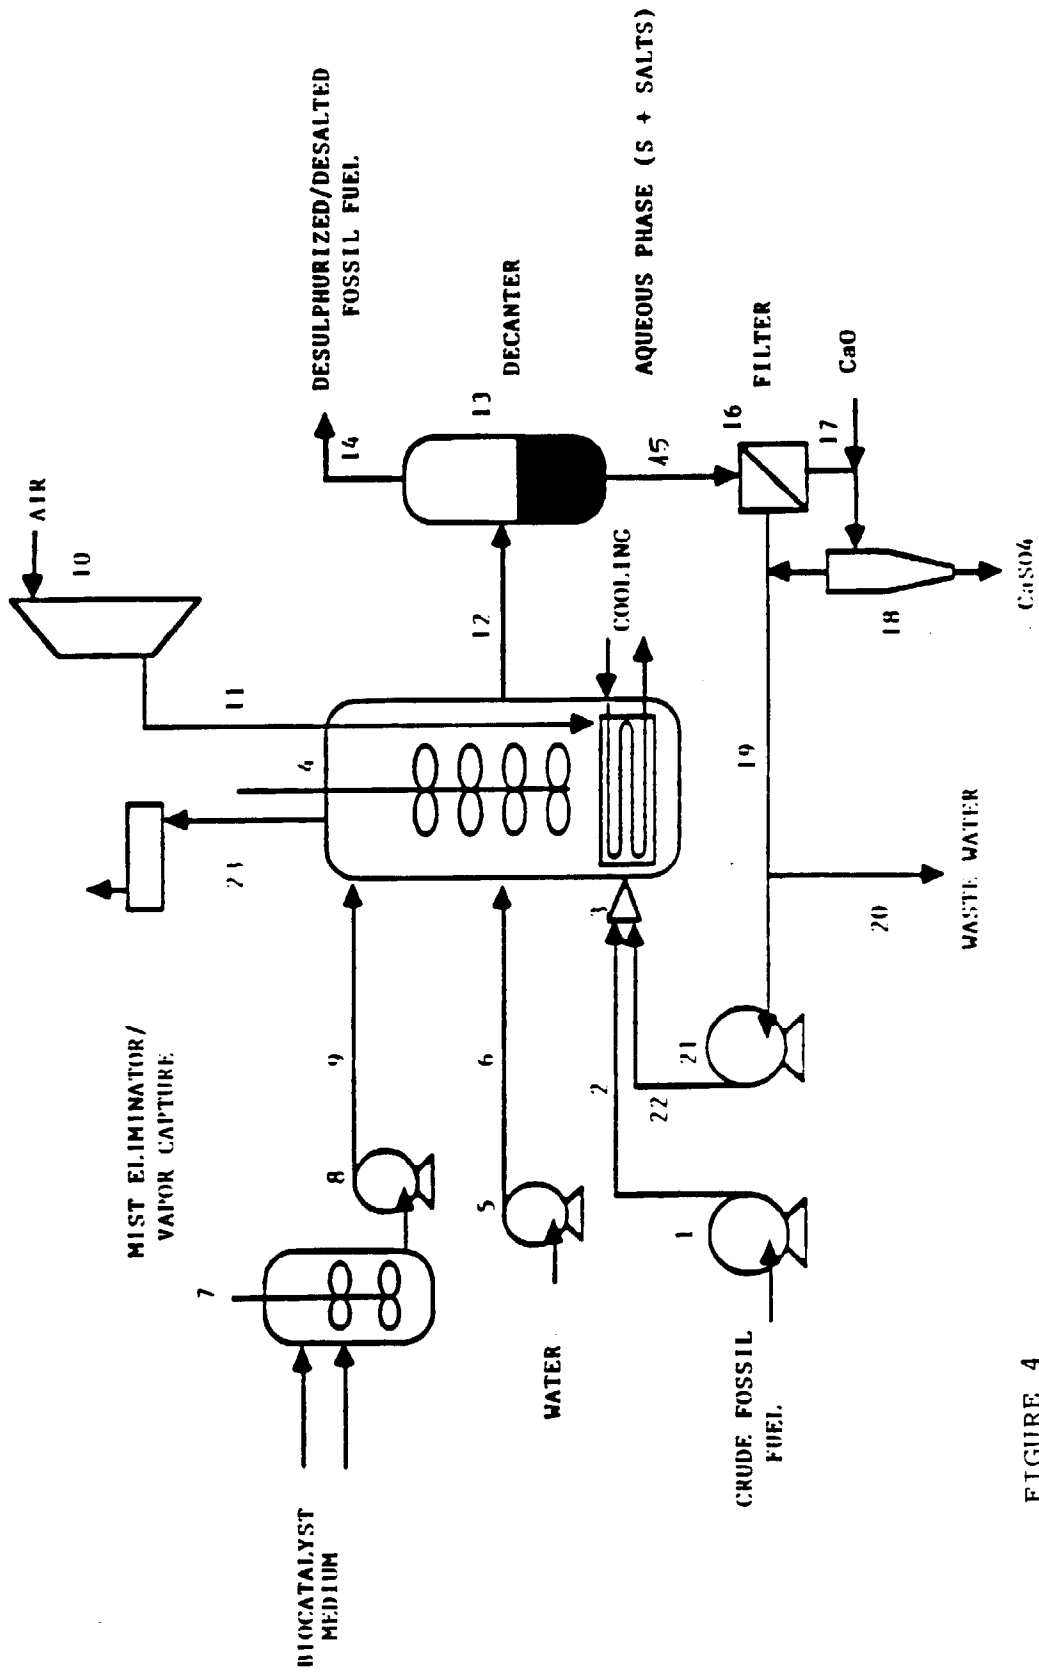 AIR
10
11
MIST ELIMINATOR/
VAPOR CAPTURE
23
4
DESULPHURIZED/DESALTED
FOSSIL FUEL
14
13
DECANTER
12
BIOCATALYST
MEDIUM
7
8
9
WATER
5
6
COOLING
15
AQUEOUS PHASE (S + SALTS)
CRUDE FOSSIL
FUEL
1
2
3
22
21
19
16
FILTER
17
CaO
18
CaSO4
20
WASTE WATER
FIGURE 4